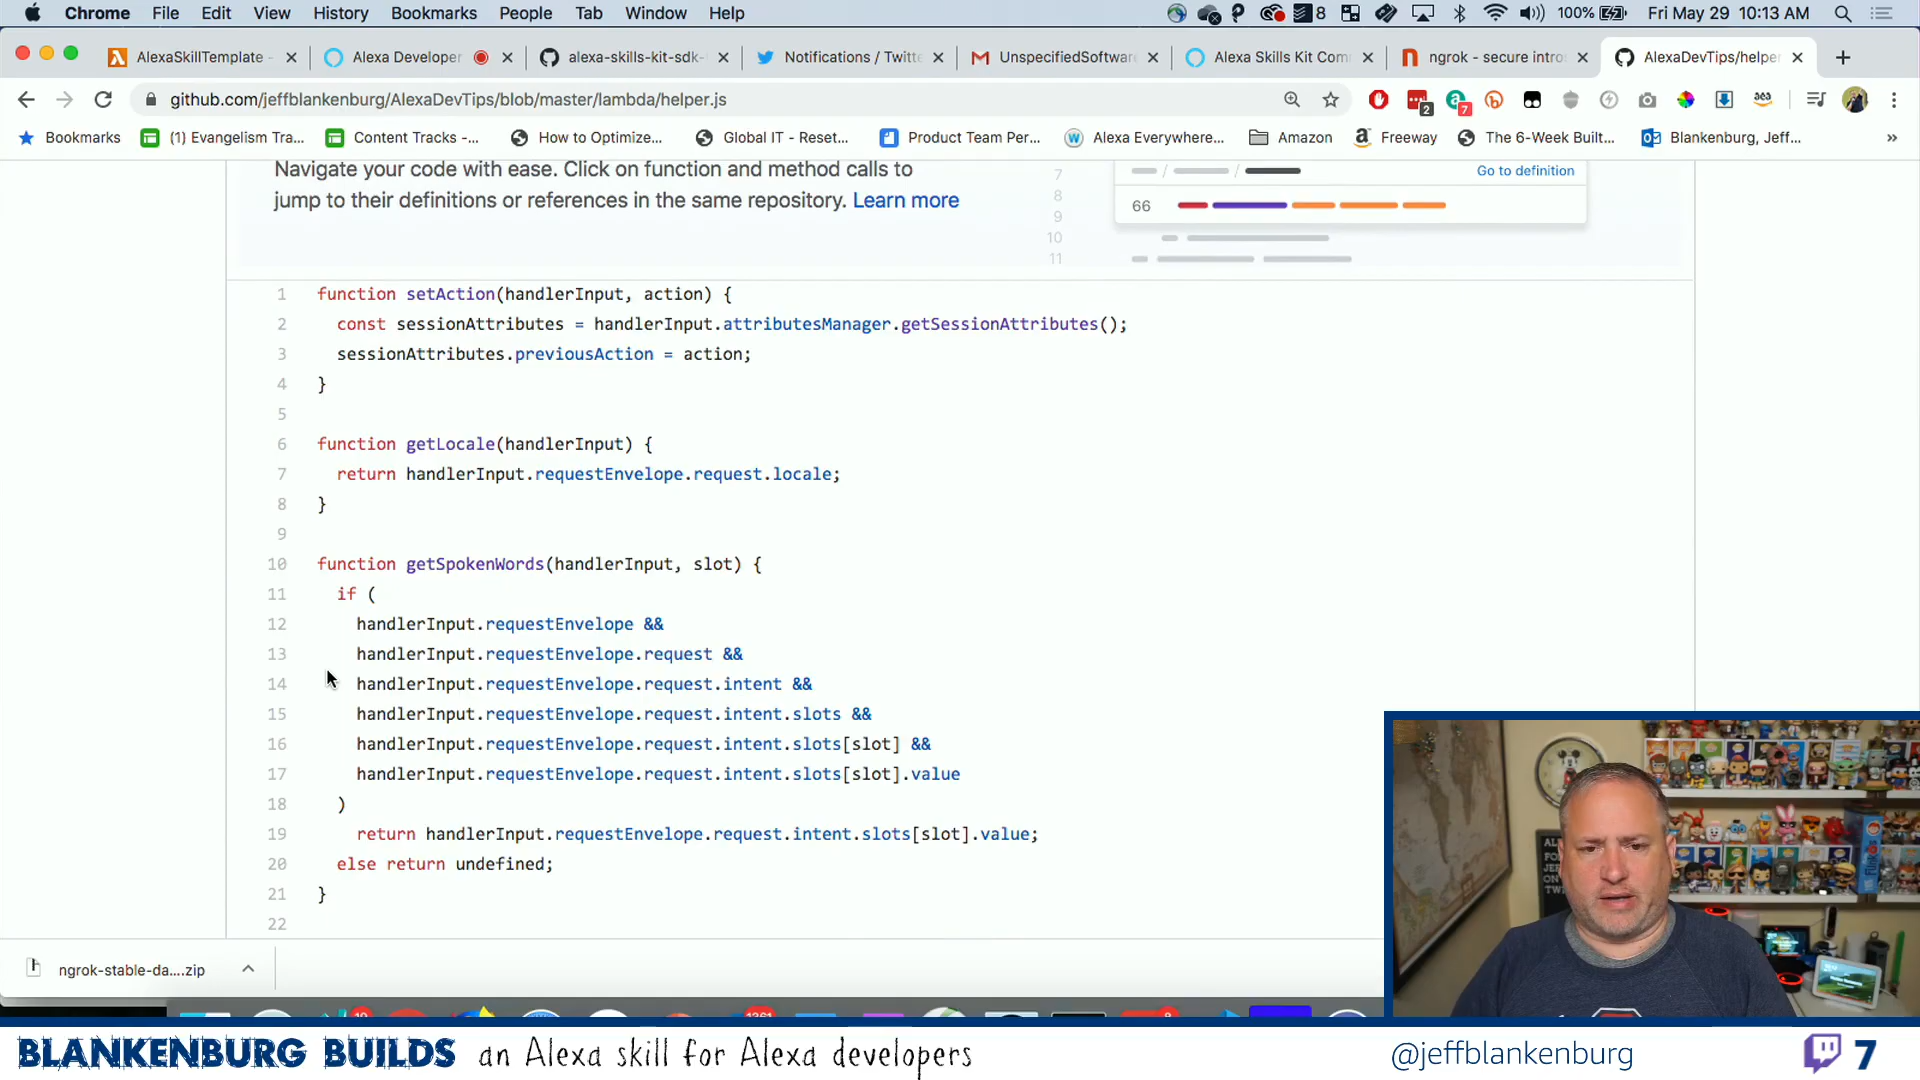 Chrome File Edit View History Bookmarks People Tab Window Help 8 100% Fri May 29 10:13 AM
AlexaSkillTemplate - Alexa Developer alexa-skills-kit-sdk- Notifications / Twitte UnspecifiedSoftware Alexa Skills Kit Com ngrok - secure intro AlexaDevTips/helper
github.com/jeffblankenburg/AlexaDevTips/blob/master/lambda/helper.js 2 7
Bookmarks (1) Evangelism Tra... Content Tracks -... How to Optimize... Global IT - Reset... Product Team Per... Alexa Everywhere... Amazon Freeway The 6-Week Built... Blankenburg, Jeff... »
Navigate your code with ease. Click on function and method calls to
jump to their definitions or references in the same repository. Learn more
7 Go to definition
8
66
9
10
11
1 function setAction(handlerInput, action) {
2 const sessionAttributes = handlerInput.attributesManager.getSessionAttributes();
3 sessionAttributes.previousAction = action;
4 }
5
6 function getLocale(handlerInput) {
7 return handlerInput.requestEnvelope.request.locale;
8 }
9
10 function getSpokenWords(handlerInput, slot) {
11 if (
12 handlerInput.requestEnvelope &&
13 handlerInput.requestEnvelope.request &&
14 handlerInput.requestEnvelope.request.intent &&
15 handlerInput.requestEnvelope.request.intent.slots &&
16 handlerInput.requestEnvelope.request.intent.slots[slot] &&
17 handlerInput.requestEnvelope.request.intent.slots[slot].value
18 )
19 return handlerInput.requestEnvelope.request.intent.slots[slot].value;
20 else return undefined;
21 }
22
ngrok-stable-da....zip
BLANKENBURG BUILDS an Alexa skill for Alexa developers @jeffblankenburg 7